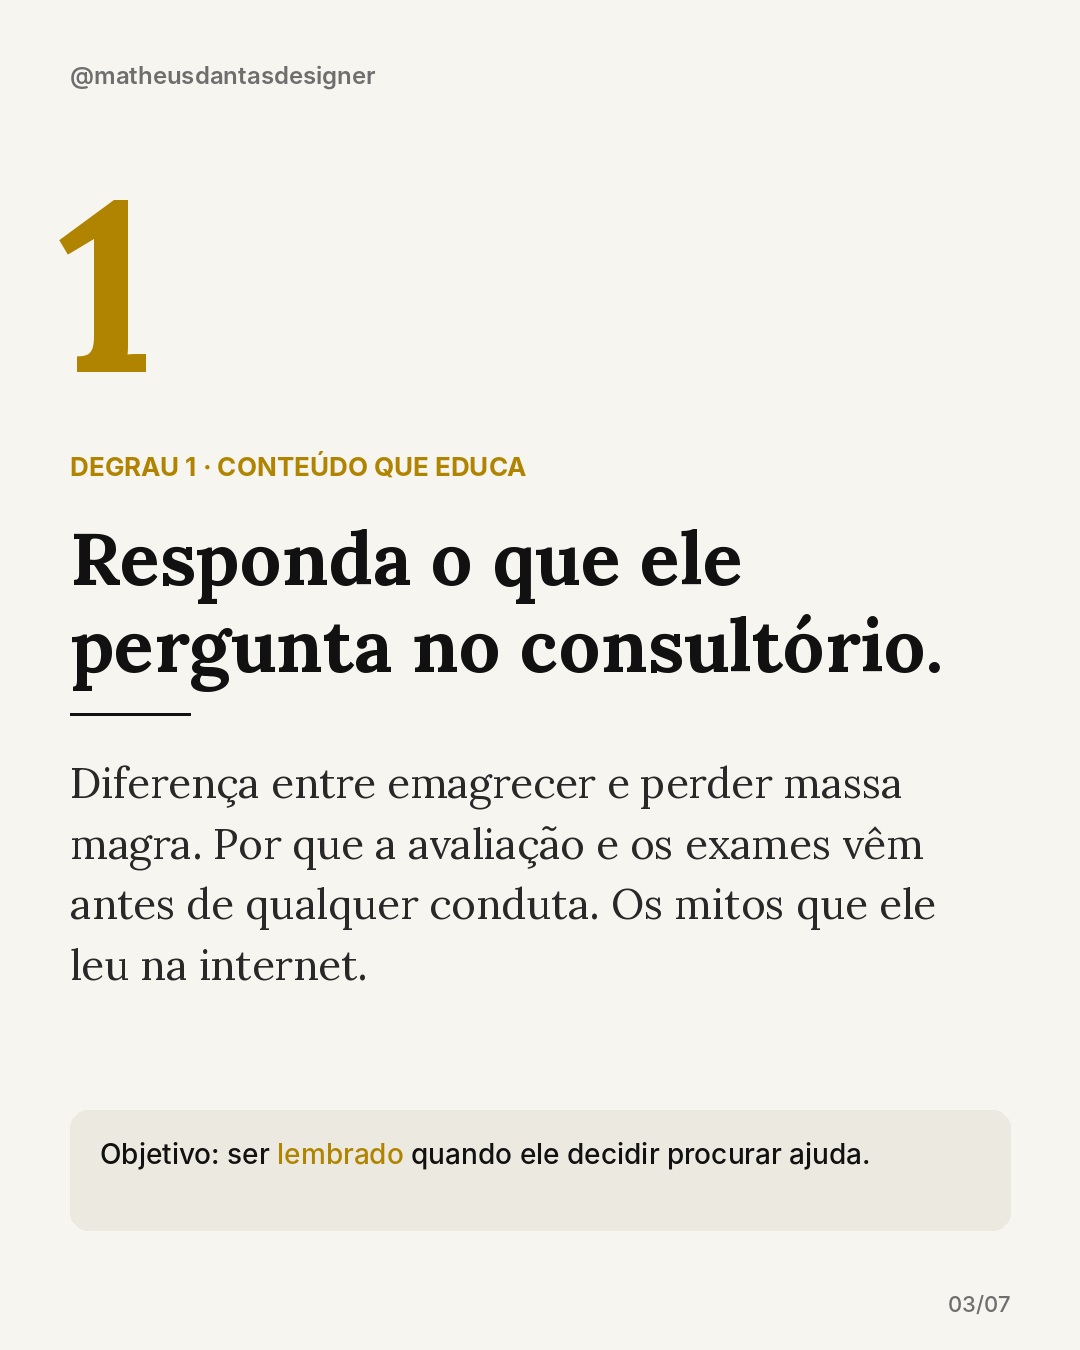 @matheusdantasdesigner
1
DEGRAU 1 · CONTEÚDO QUE EDUCA
Responda o que ele
pergunta no consultório.
Diferença entre emagrecer e perder massa
magra. Por que a avaliação e os exames vêm
antes de qualquer conduta. Os mitos que ele
leu na internet.
Objetivo: ser lembrado quando ele decidir procurar ajuda.
03/07